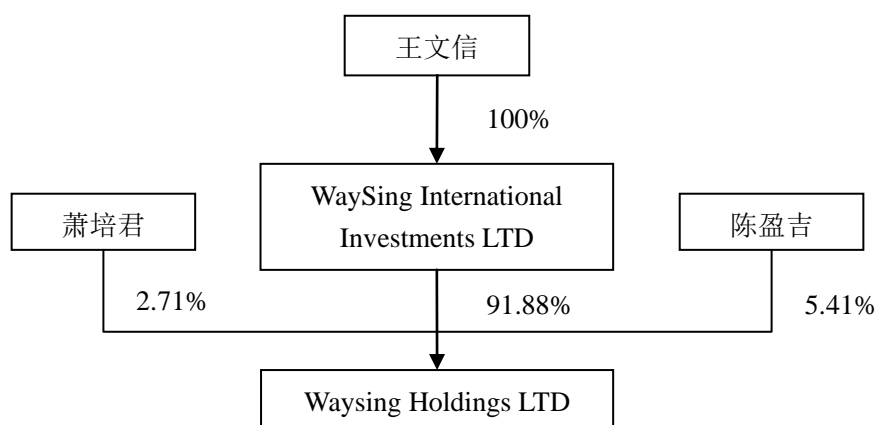 王文信
100%
WaySing International
Investments LTD
萧培君
陈盈吉
2.71%
91.88%
5.41%
Waysing Holdings LTD